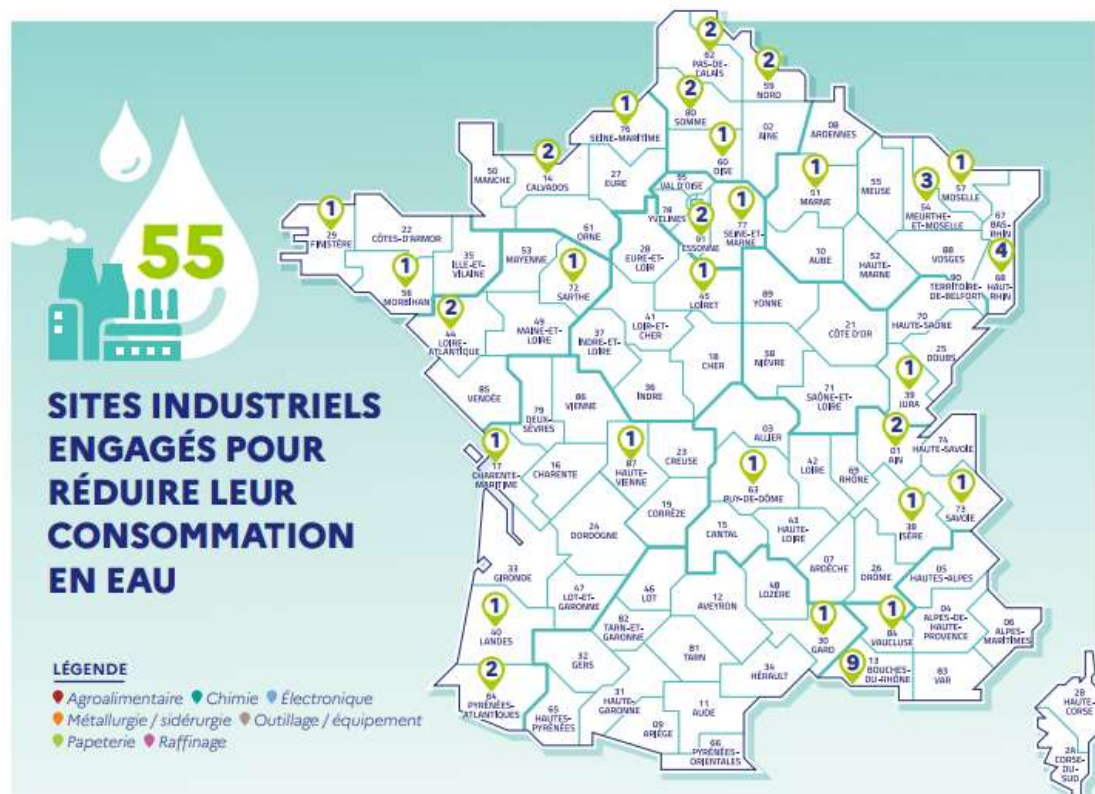 55
SITES INDUSTRIELS
ENGAGÉS POUR
RÉDUIRE LEUR
CONSOMMATION
EN EAU
LÉGENDE
Agroalimentaire Chimie Électronique
Métallurgie / sidérurgie Outillage / équipement
Papeterie Raffinage
2
62
PAS-DE-
CALAIS
2
59
NORD
2
80
SOMME
1
76
SEINE-MARITIME
02
AINE
08
ARDENNES
1
60
OISE
2
14
CALVADOS
50
MANCHE
27
EURE
95
VAL D'OISE
78
YVELINES
2
91
ESSONNE
1
77
SEINE-ET-
MARNE
1
51
MARNE
55
MEUSE
3
54
MEURTHE-
ET-MOSELLE
1
57
MOSELLE
67
BAS-
RHIN
4
68
HAUT-
RHIN
1
29
FINISTÈRE
22
CÔTES-D'ARMOR
1
56
MORBIHAN
35
ILLE-ET-
VILAINE
53
MAYENNE
61
ORNE
1
72
SARTHE
28
EURE-ET-
LOIR
1
45
LOIRET
10
AUBE
52
HAUTE-
MARNE
88
VOSGES
90
TERRITOIRE-
DE-BELFORT
70
HAUTE-SAÔNE
25
DOUBS
1
39
JURA
2
44
LOIRE-
ATLANTIQUE
49
MAINE-ET-
LOIRE
37
INDRE-ET-
LOIRE
41
LOIR-ET-
CHER
18
CHER
89
YONNE
58
NIÈVRE
21
CÔTE D'OR
71
SAÔNE-ET-
LOIRE
85
VENDÉE
79
DEUX-
SÈVRES
86
VIENNE
36
INDRE
03
ALLIER
2
01
AIN
74
HAUTE-SAVOIE
1
73
SAVOIE
1
38
ISÈRE
1
17
CHARENTE-
MARITIME
16
CHARENTE
1
87
HAUTE-
VIENNE
23
CREUSE
1
63
PUY-DE-DÔME
42
LOIRE
69
RHÔNE
19
CORRÈZE
24
DORDOGNE
15
CANTAL
43
HAUTE-
LOIRE
07
ARDÈCHE
26
DRÔME
05
HAUTES-ALPES
33
GIRONDE
47
LOT-ET-
GARONNE
46
LOT
12
AVEYRON
48
LOZÈRE
1
40
LANDES
82
TARN-ET-
GARONNE
32
GERS
81
TARN
1
30
GARD
1
84
VAUCLUSE
04
ALPES-DE-
HAUTE-
PROVENCE
06
ALPES-
MARITIMES
2
64
PYRÉNÉES-
ATLANTIQUES
65
HAUTES-
PYRÉNÉES
31
HAUTE-
GARONNE
09
ARIÈGE
11
AUDE
34
HÉRAULT
66
PYRÉNÉES-
ORIENTALES
9
13
BOUCHES-
DU-RHÔNE
83
VAR
2B
HAUTE-
CORSE
2A
CORSE-
DU-
SUD